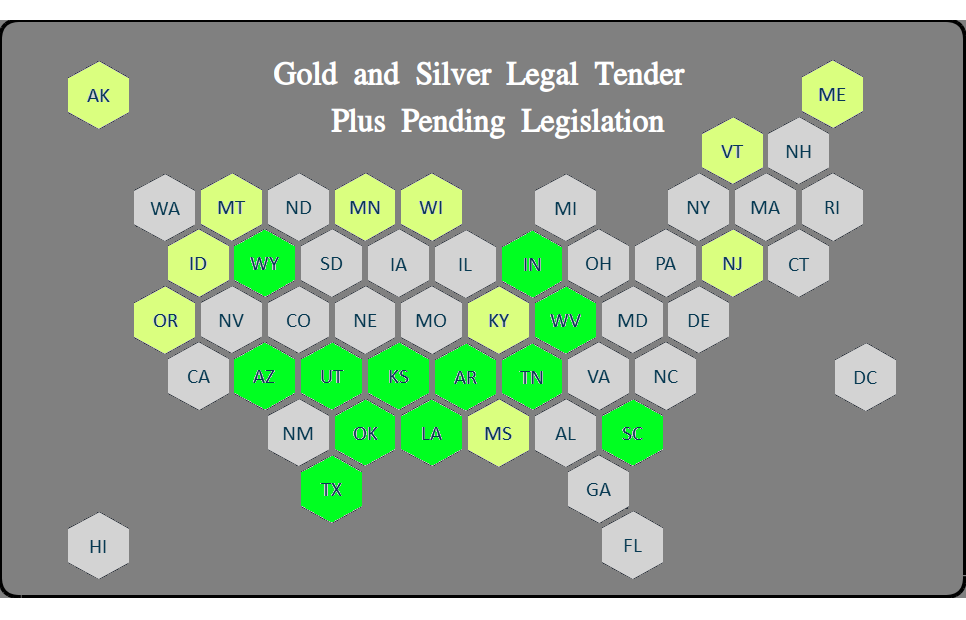 Gold and Silver Legal Tender
Plus Pending Legislation
AK
ME
VT NH
WA MT ND MN WI MI NY MA RI
ID WY SD IA IL IN OH PA NJ CT
OR NV CO NE MO KY WV MD DE
CA AZ UT KS AR TN VA NC DC
NM OK LA MS AL SC
TX GA
HI FL